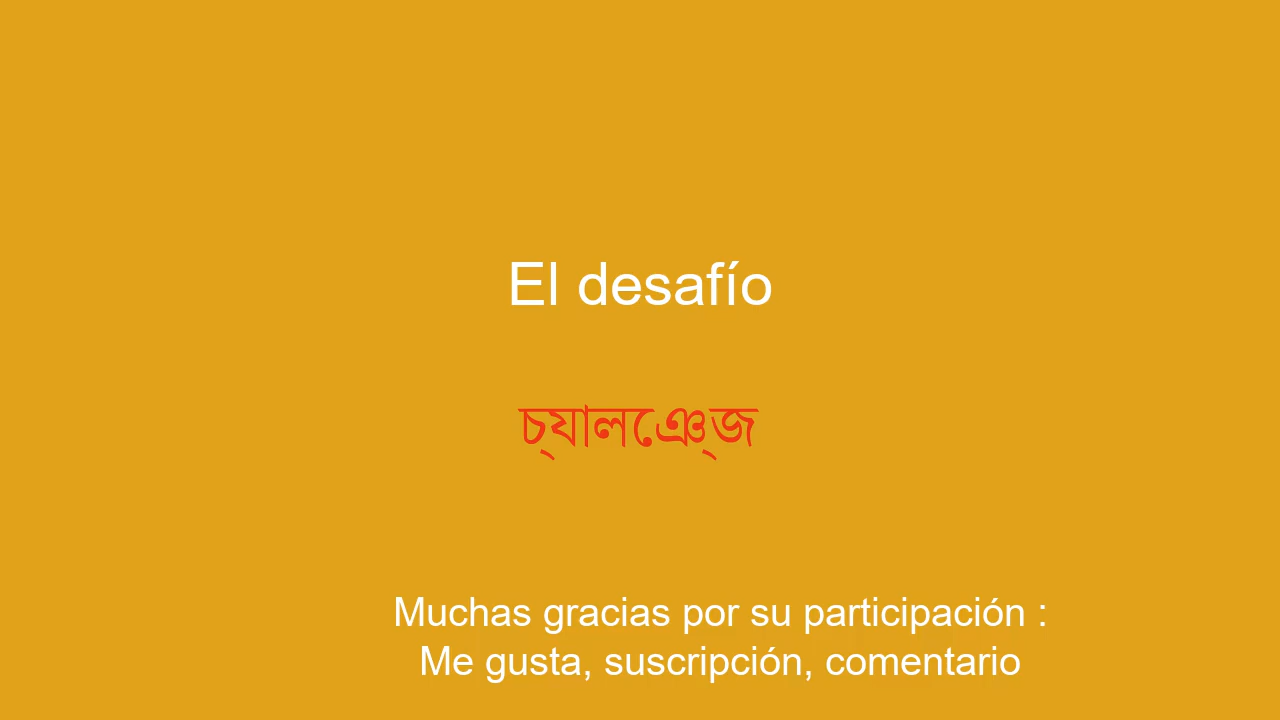 El desafío
চ্যালেঞ্জ
Muchas gracias por su participación :
Me gusta, suscripción, comentario